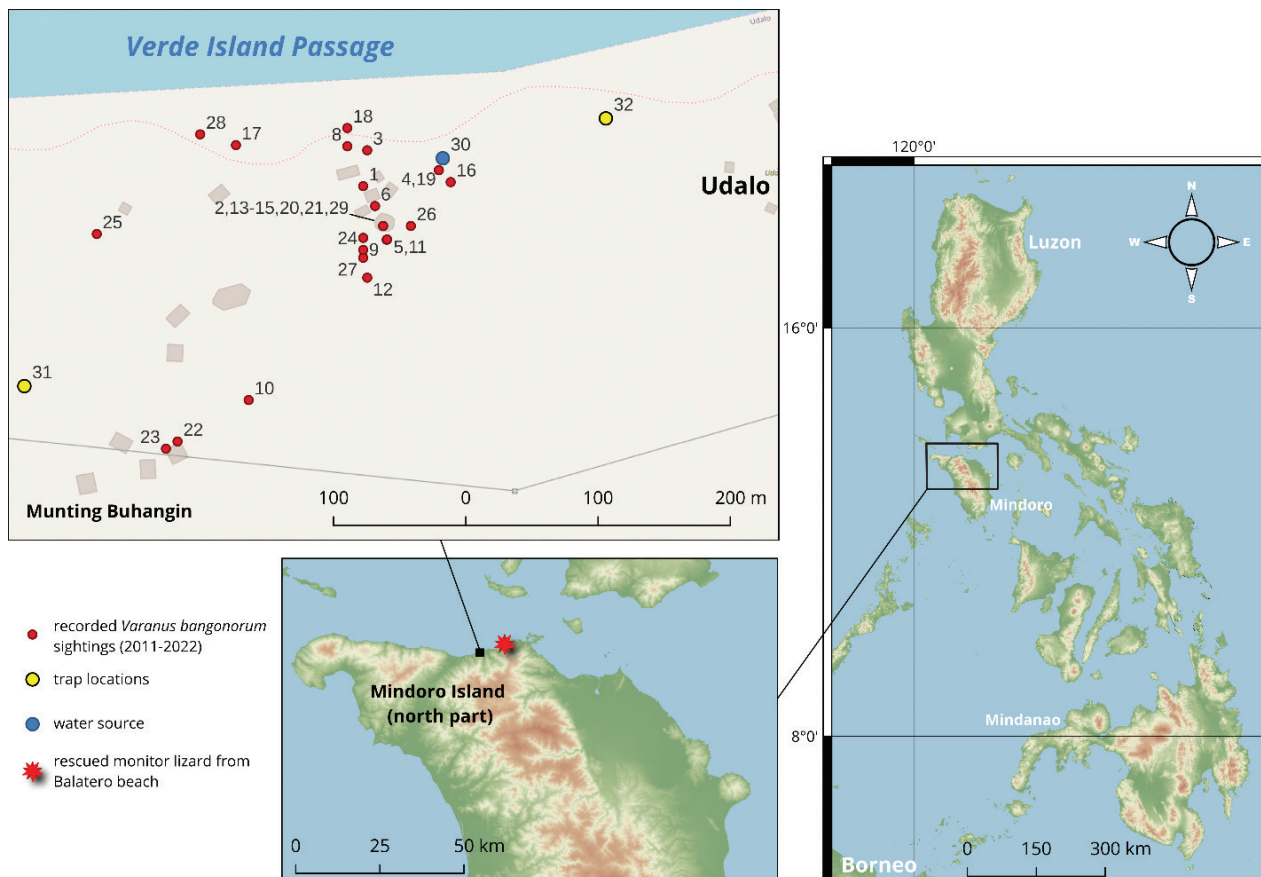 Verde Island Passage
Udalo
28
17
18
8
3
32
30
4,19
16
1
6
2,13-15,20,21,29
26
5,11
25
24
9
27
12
Udalo
31
10
23
22
Munting Buhangin
100 0 100 200 m
recorded Varanus bangonorum
sightings (2011-2022)
trap locations
water source
rescued monitor lizard from
Balatero beach
Mindoro Island
(north part)
0 25 50 km
120°0'
N
W E
S
Luzon
16°0'
Mindoro
Mindanao
8°0'
0 150 300 km
Borneo